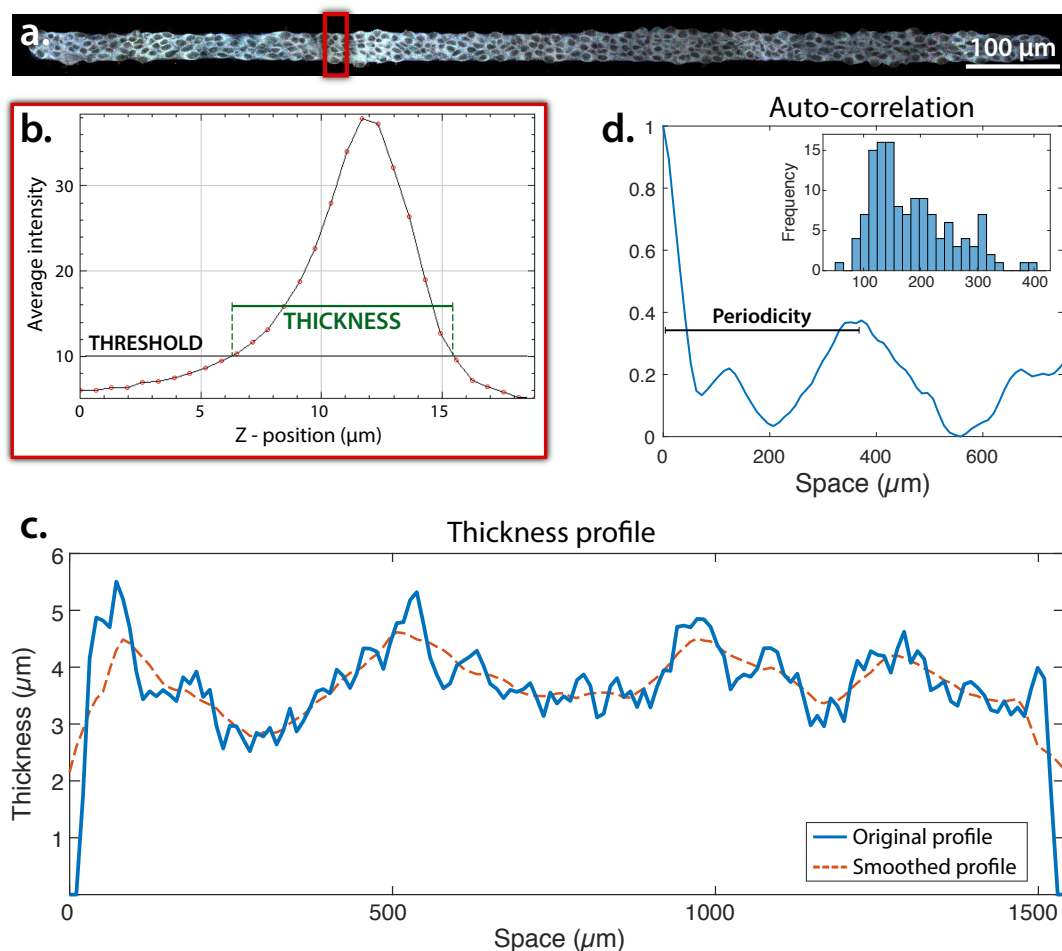 a.
100 µm
b.
Average intensity
30
20
10
THRESHOLD
THICKNESS
0
5
10
15
Z - position (µm)
d.
Auto-correlation
1
0.8
0.6
0.4
0.2
0
Periodicity
0
200
400
600
Space (µm)
Frequency
15
10
5
0
100
200
300
400
c.
Thickness profile
Thickness (µm)
6
5
4
3
2
1
0
500
1000
1500
Space (µm)
Original profile
Smoothed profile